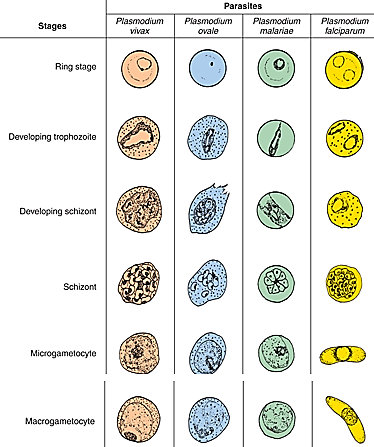 Parasites
Stages
Plasmodium vivax
Plasmodium ovale
Plasmodium malariae
Plasmodium falciparum
Ring stage
Developing trophozoite
Developing schizont
Schizont
Microgametocyte
Macrogametocyte